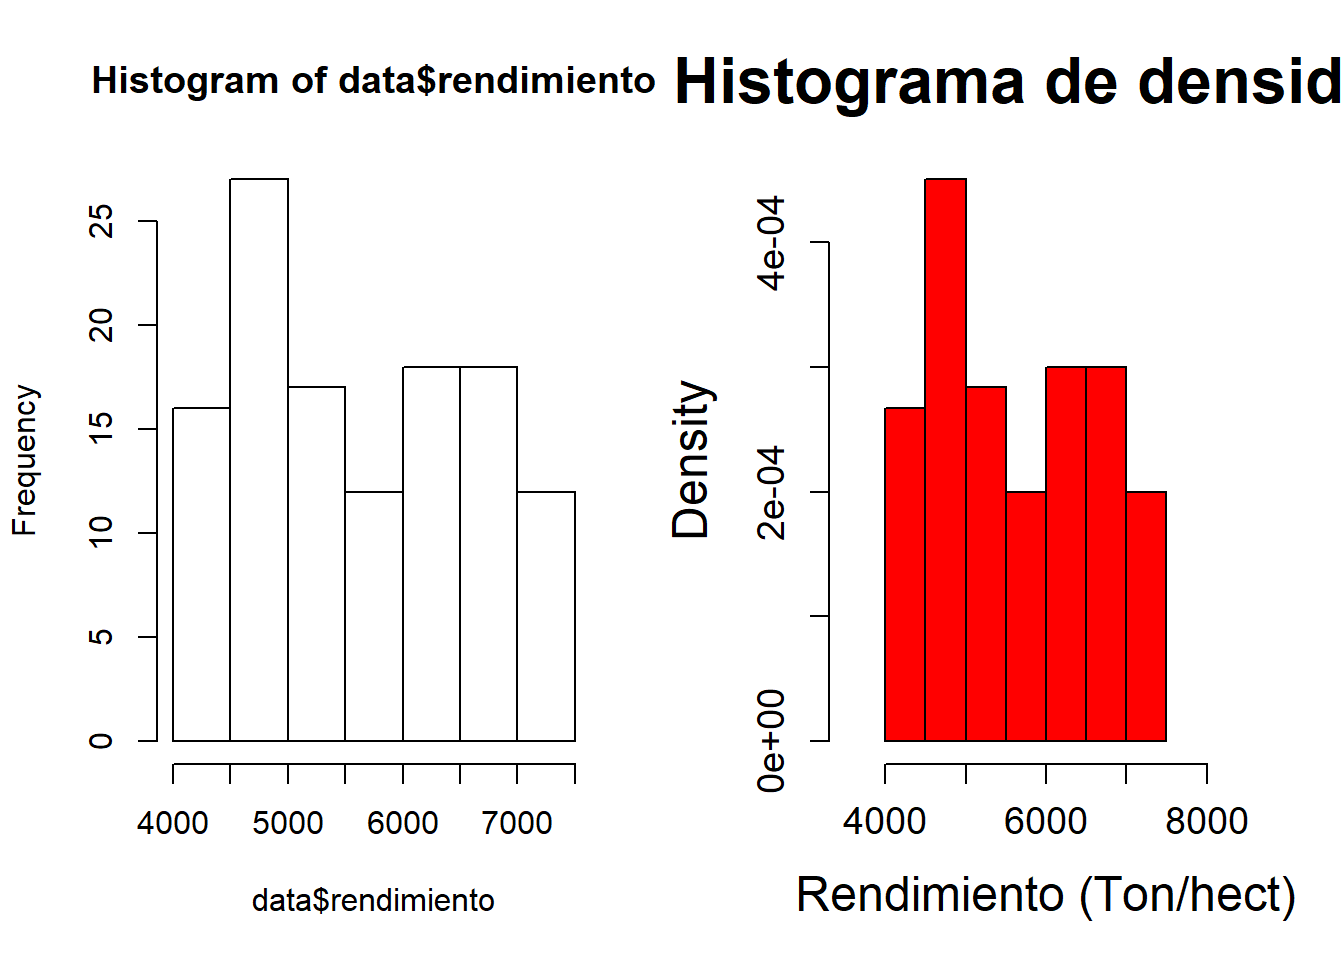 Histogram of data$rendimiento
Frequency
0
5
10
15
20
25
4000
5000
6000
7000
data$rendimiento
Histograma de densid
Density
0e+00
2e-04
4e-04
4000
6000
8000
Rendimiento (Ton/hect)